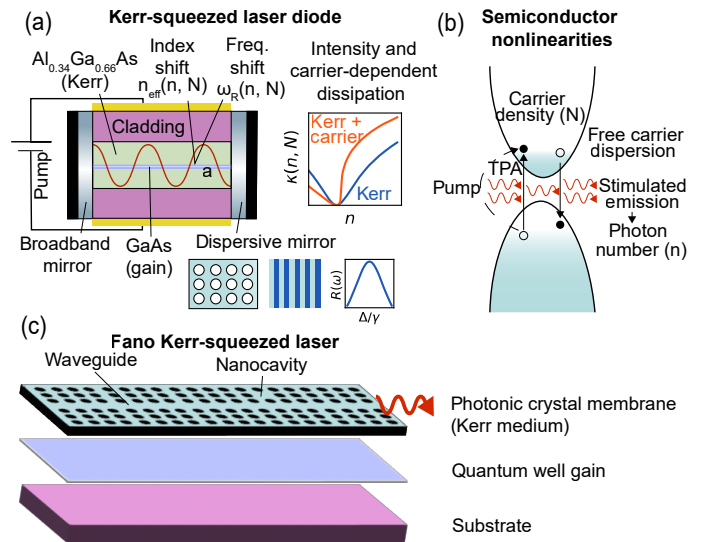 (a)
Kerr-squeezed laser diode
Al0.34Ga0.66As
(Kerr)
Index
shift
neff(n, N)
Freq.
shift
ωR(n, N)
Cladding
a
Pump
Broadband
mirror
GaAs
(gain)
Dispersive mirror
R(ω)
Δ/γ
Intensity and
carrier-dependent
dissipation
Kerr +
carrier
Kerr
κ(n, N)
n
(b)
Semiconductor
nonlinearities
Carrier
density (N)
Free carrier
dispersion
TPA
Pump
Stimulated
emission
Photon
number (n)
(c)
Fano Kerr-squeezed laser
Waveguide
Nanocavity
Photonic crystal membrane
(Kerr medium)
Quantum well gain
Substrate